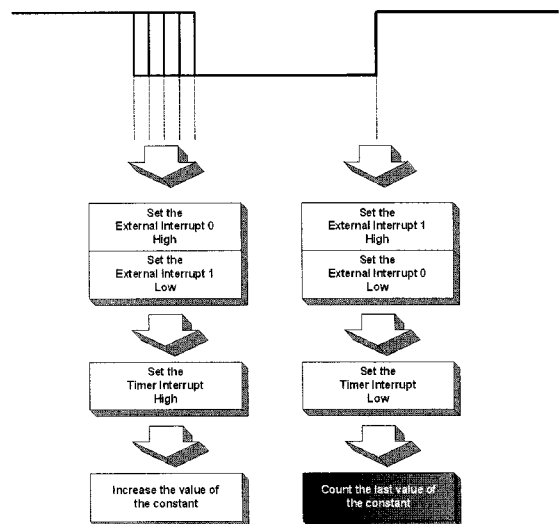 Set the
External Interrupt 0
High
Set the
External Interrupt 1
Low
Set the
Timer Interrupt
High
Increase the value of
the constant
Set the
External Interrupt 1
High
Set the
External Interrupt 0
Low
Set the
Timer Interrupt
Low
Count the last value of
the constant